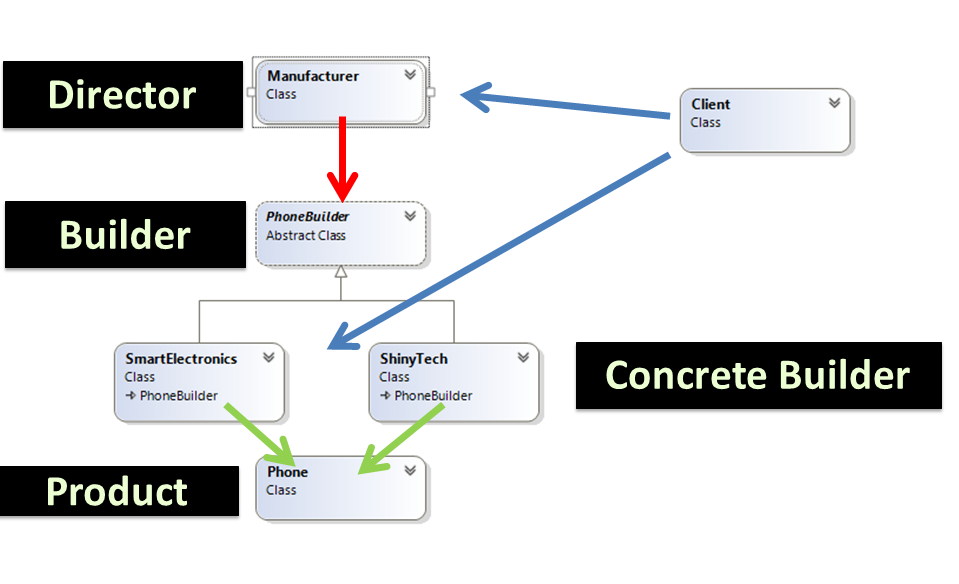 Director
Manufacturer
Class
Client
Class
Builder
PhoneBuilder
Abstract Class
SmartElectronics
Class
PhoneBuilder
ShinyTech
Class
PhoneBuilder
Concrete Builder
Product
Phone
Class